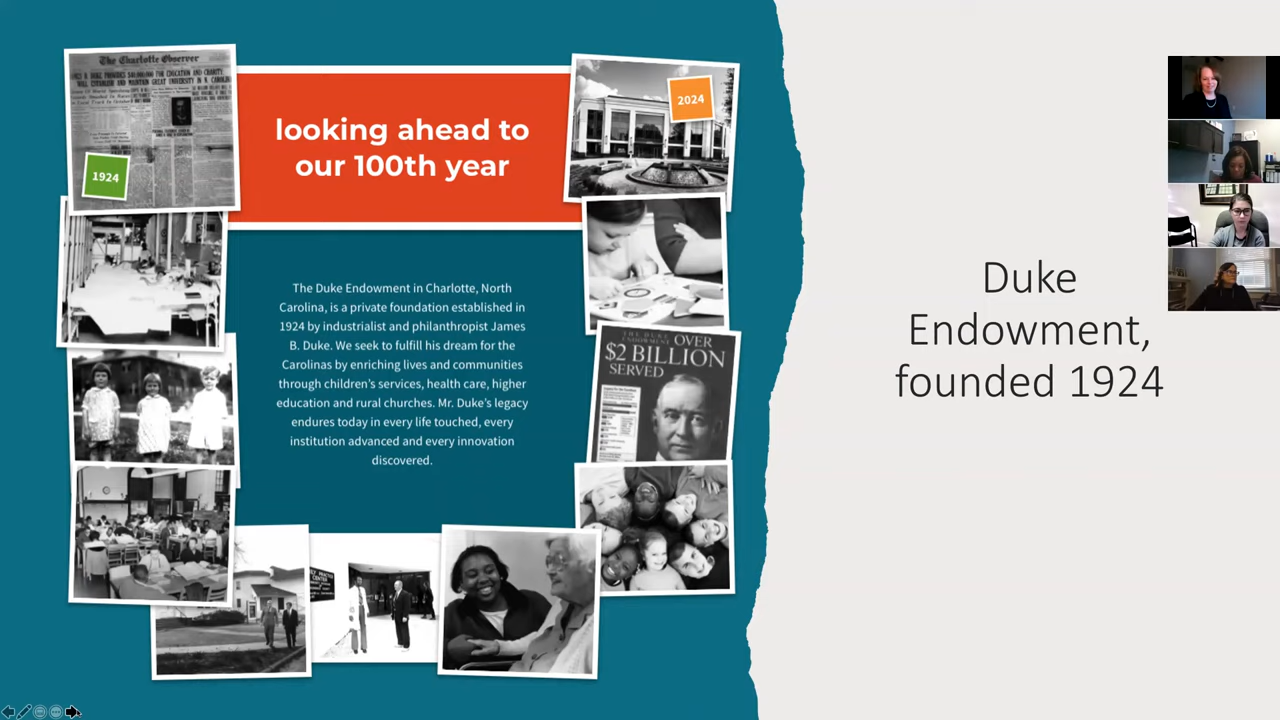 The Charlotte Observer
1924
looking ahead to
our 100th year
2024
The Duke Endowment in Charlotte, North
Carolina, is a private foundation established in
1924 by industrialist and philanthropist James
B. Duke. We seek to fulfill his dream for the
Carolinas by enriching lives and communities
through children's services, health care, higher
education and rural churches. Mr. Duke's legacy
endures today in every life touched, every
institution advanced and every innovation
discovered.
THE DUKE
ENDOWMENT OVER
$2 BILLION
SERVED
CENTER
Duke
Endowment,
founded 1924